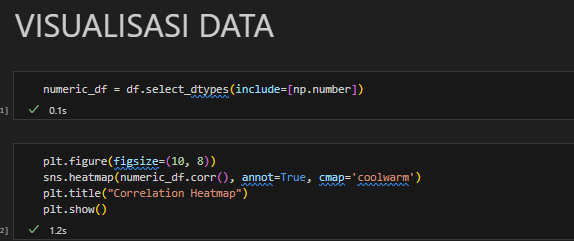 VISUALISASI DATA
numeric_df = df.select_dtypes(include=[np.number])
1]
0.1s
plt.figure(figsize=(10, 8))
sns.heatmap(numeric_df.corr(), annot=True, cmap='coolwarm')
plt.title("Correlation Heatmap")
plt.show()
2]
1.2s